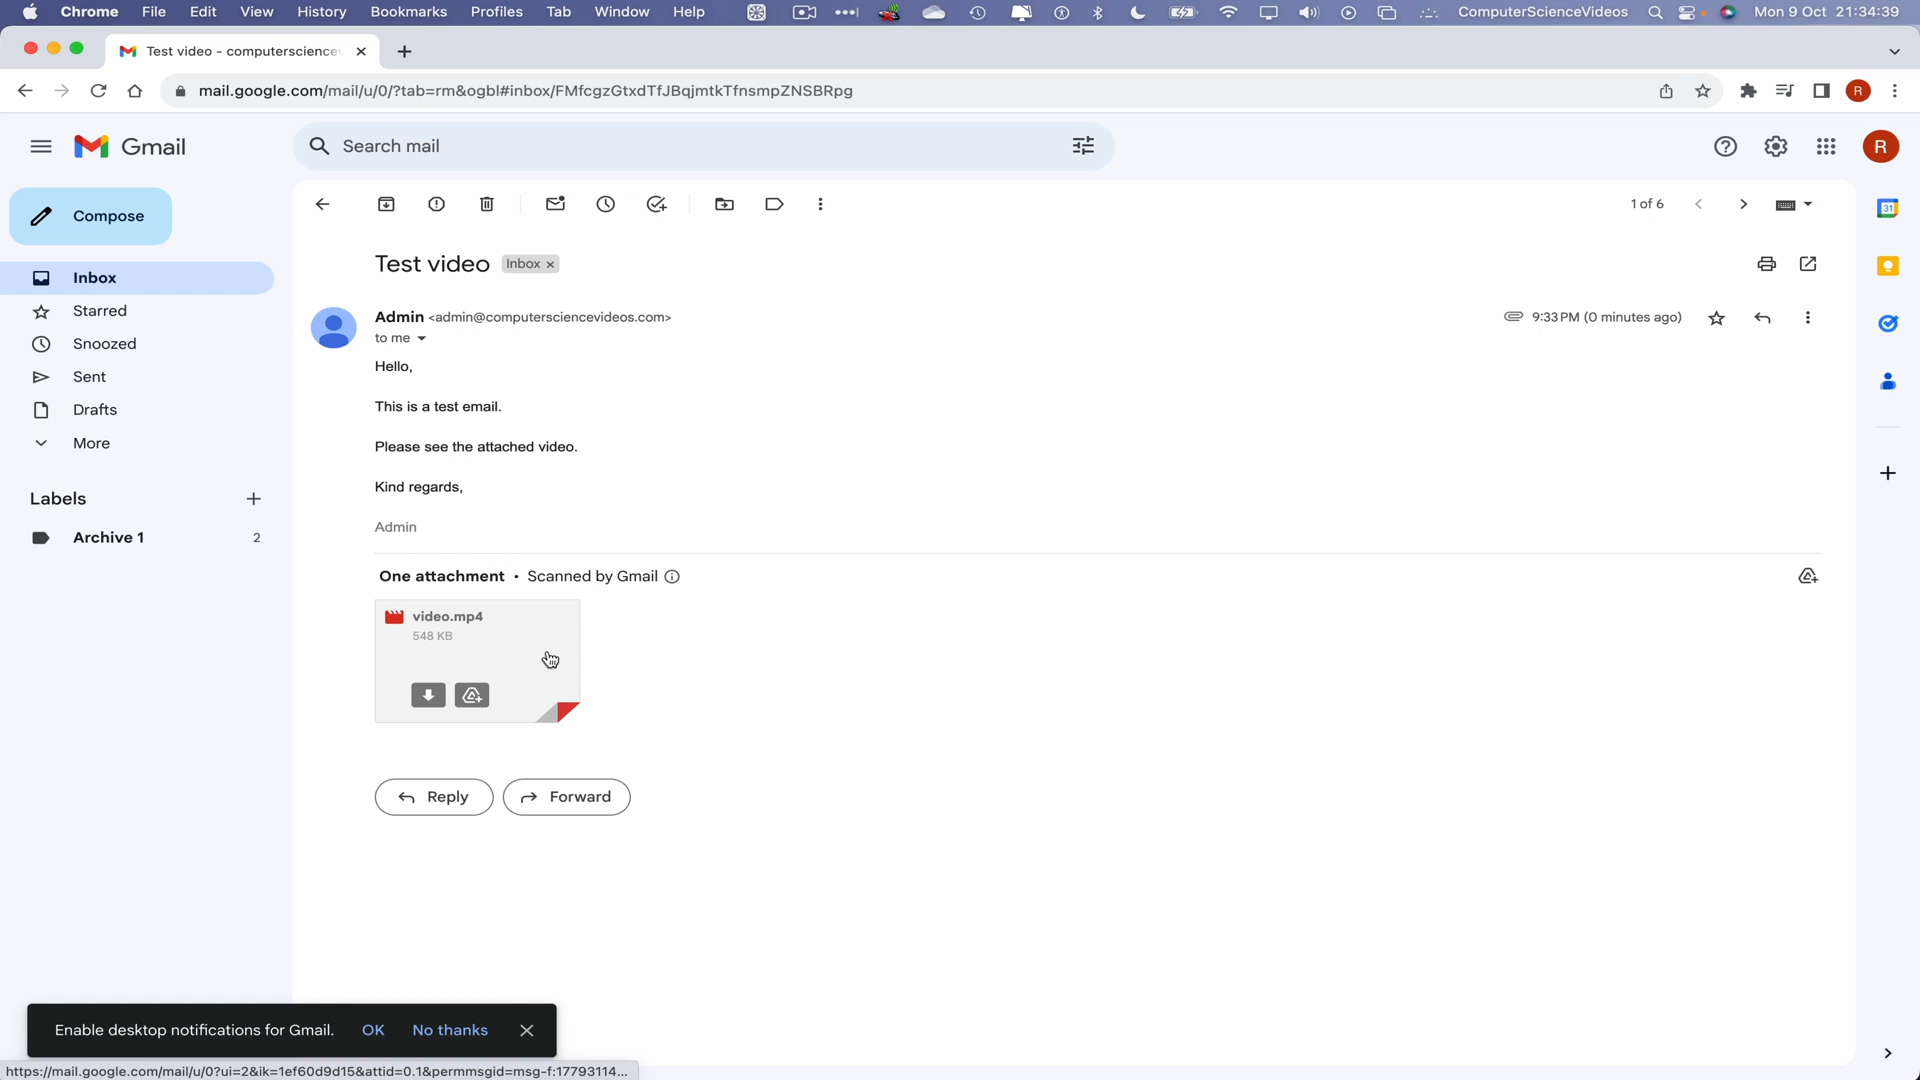 Chrome File Edit View History Bookmarks Profiles Tab Window Help ComputerScienceVideos Mon 9 Oct 21:34:39
Test video - computerscience
mail.google.com/mail/u/0/?tab=rm&ogbl#inbox/FMfcgzGtxdTfJBqjmtkTfnsmpZNSBRpg R
Gmail Search mail R
Compose
Inbox
Starred
Snoozed
Sent
Drafts
More
Labels
Archive 1 2
1 of 6
Test video Inbox x
Admin <admin@computersciencevideos.com> 9:33 PM (0 minutes ago)
to me
Hello,
This is a test email.
Please see the attached video.
Kind regards,
Admin
One attachment • Scanned by Gmail
video.mp4
548 KB
Reply Forward
31
Enable desktop notifications for Gmail. OK No thanks
https://mail.google.com/mail/u/0?ui=2&ik=1ef60d9d15&attid=0.1&permmsgid=msg-f:17793114...